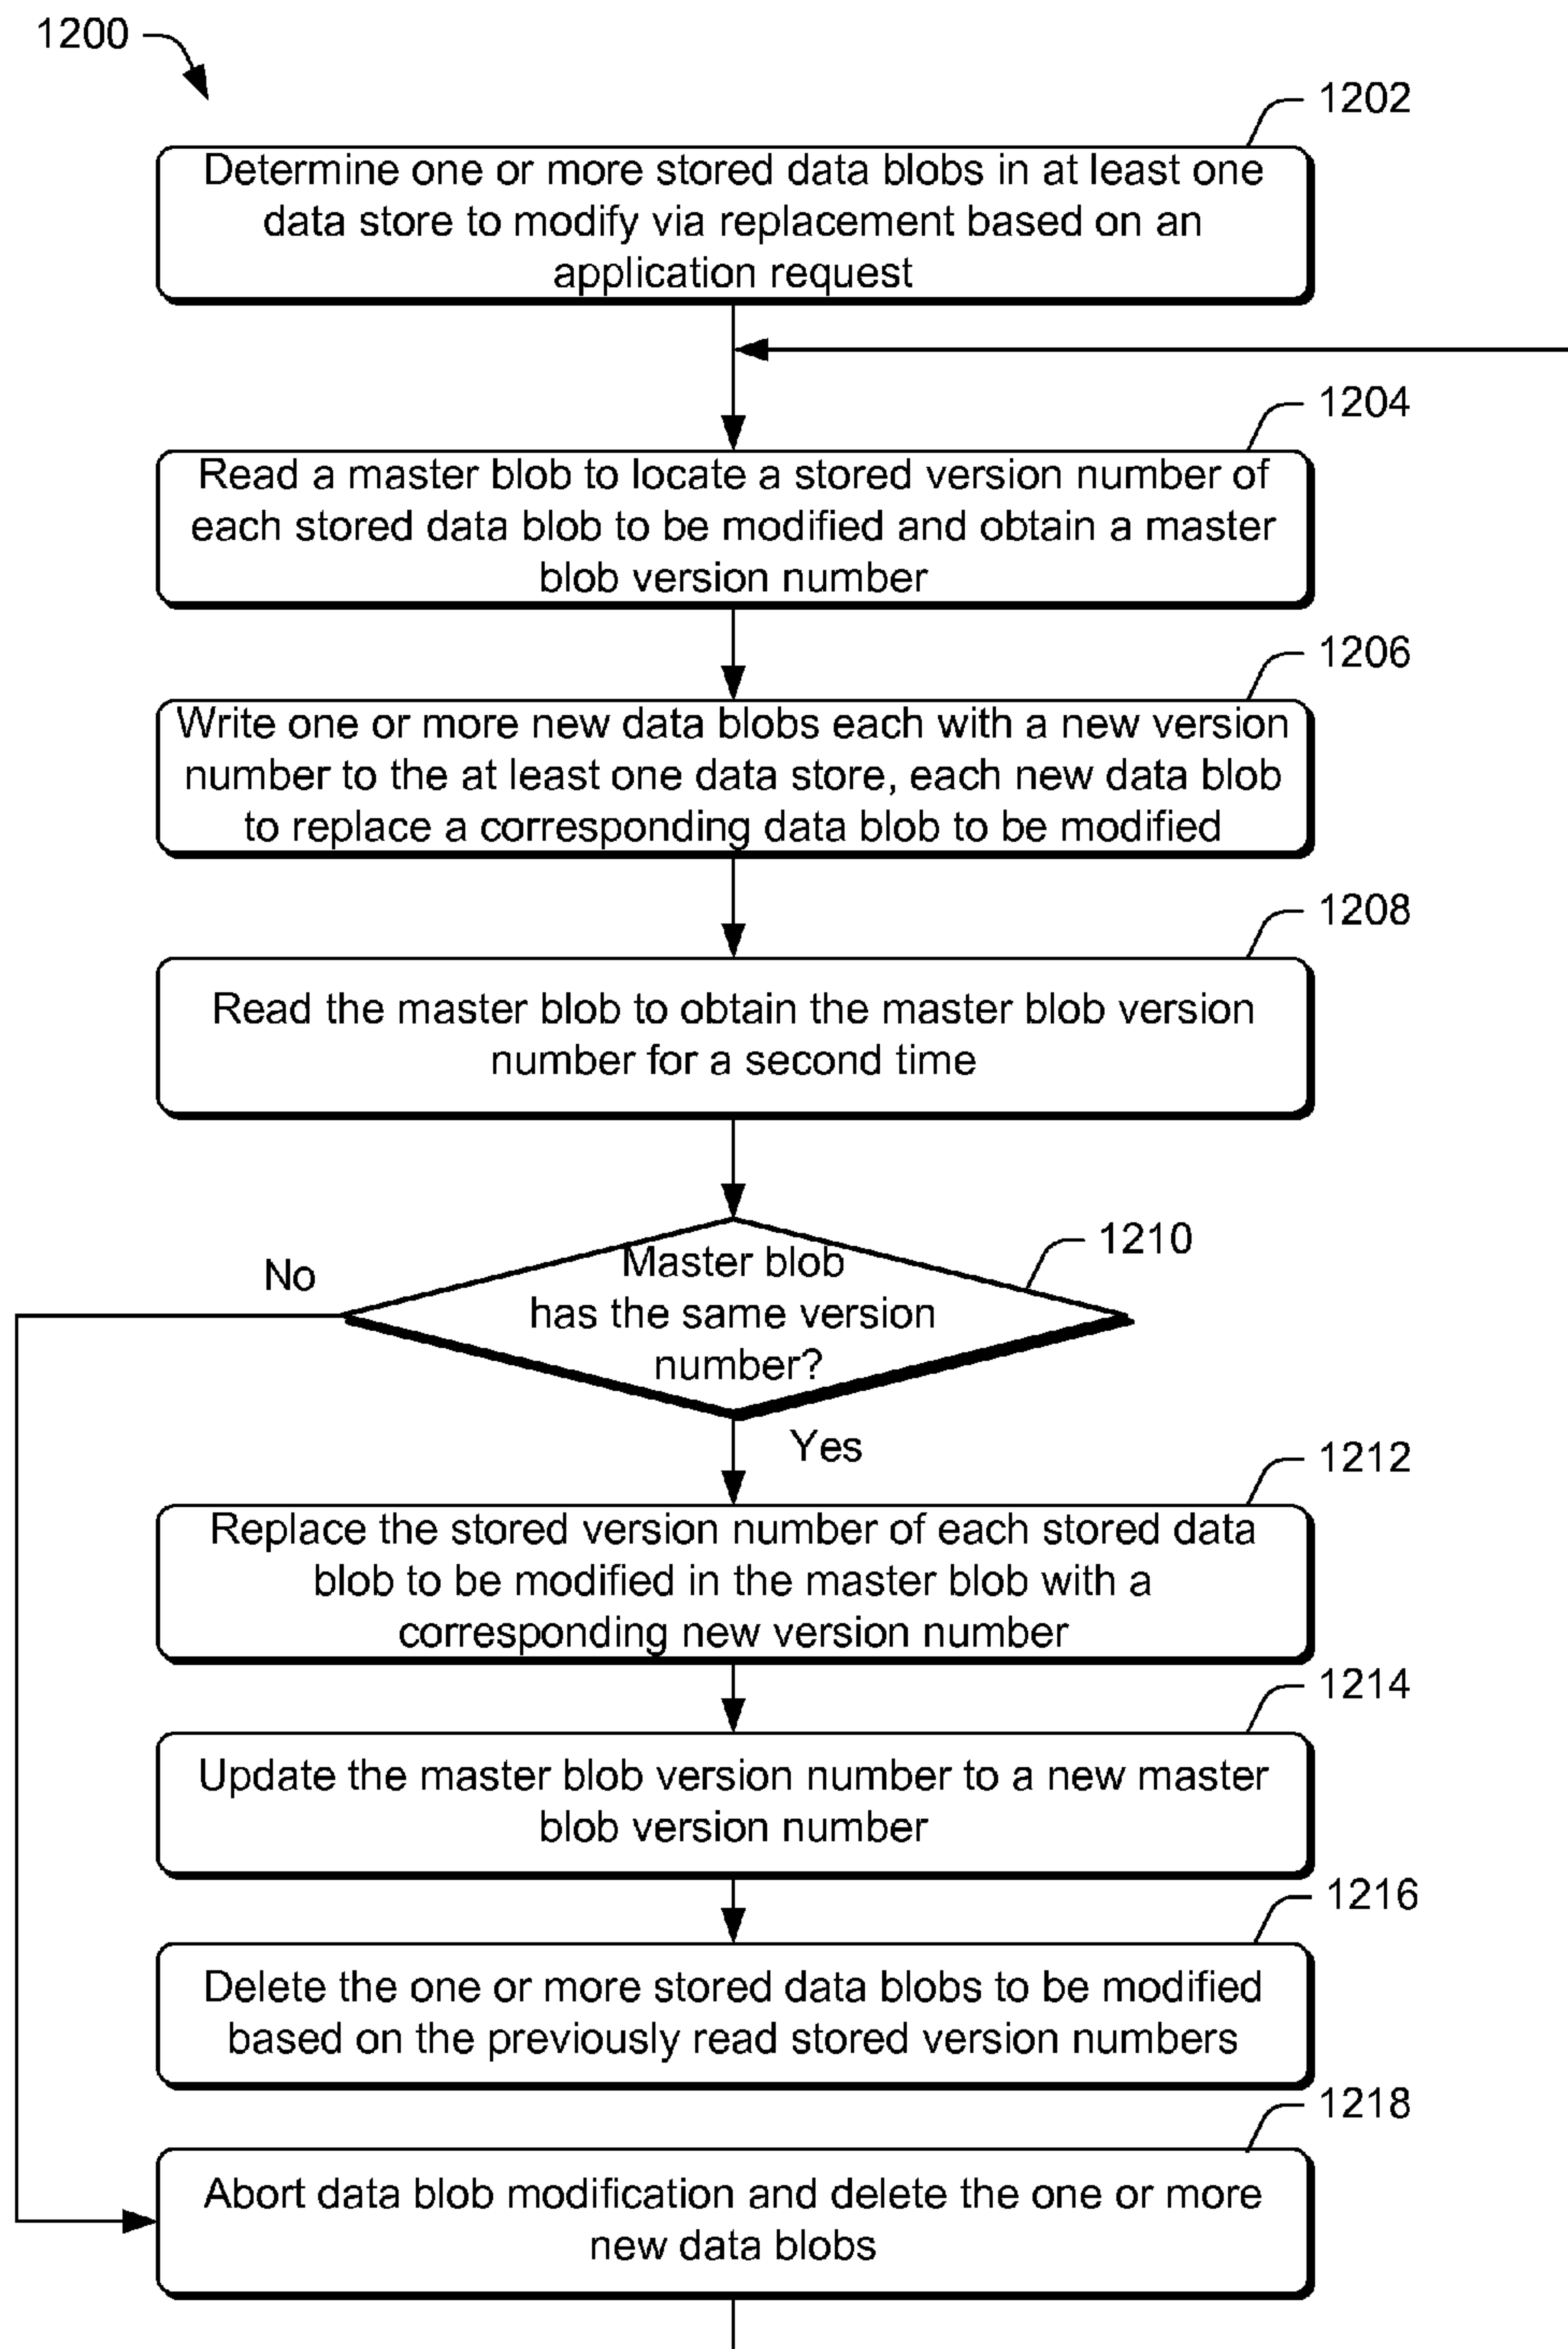 1200
1202
Determine one or more stored data blobs in at least one
data store to modify via replacement based on an
application request
1204
Read a master blob to locate a stored version number of
each stored data blob to be modified and obtain a master
blob version number
1206
Write one or more new data blobs each with a new version
number to the at least one data store, each new data blob
to replace a corresponding data blob to be modified
1208
Read the master blob to obtain the master blob version
number for a second time
1210
No
Master blob
has the same version
number?
Yes
1212
Replace the stored version number of each stored data
blob to be modified in the master blob with a
corresponding new version number
1214
Update the master blob version number to a new master
blob version number
1216
Delete the one or more stored data blobs to be modified
based on the previously read stored version numbers
1218
Abort data blob modification and delete the one or more
new data blobs